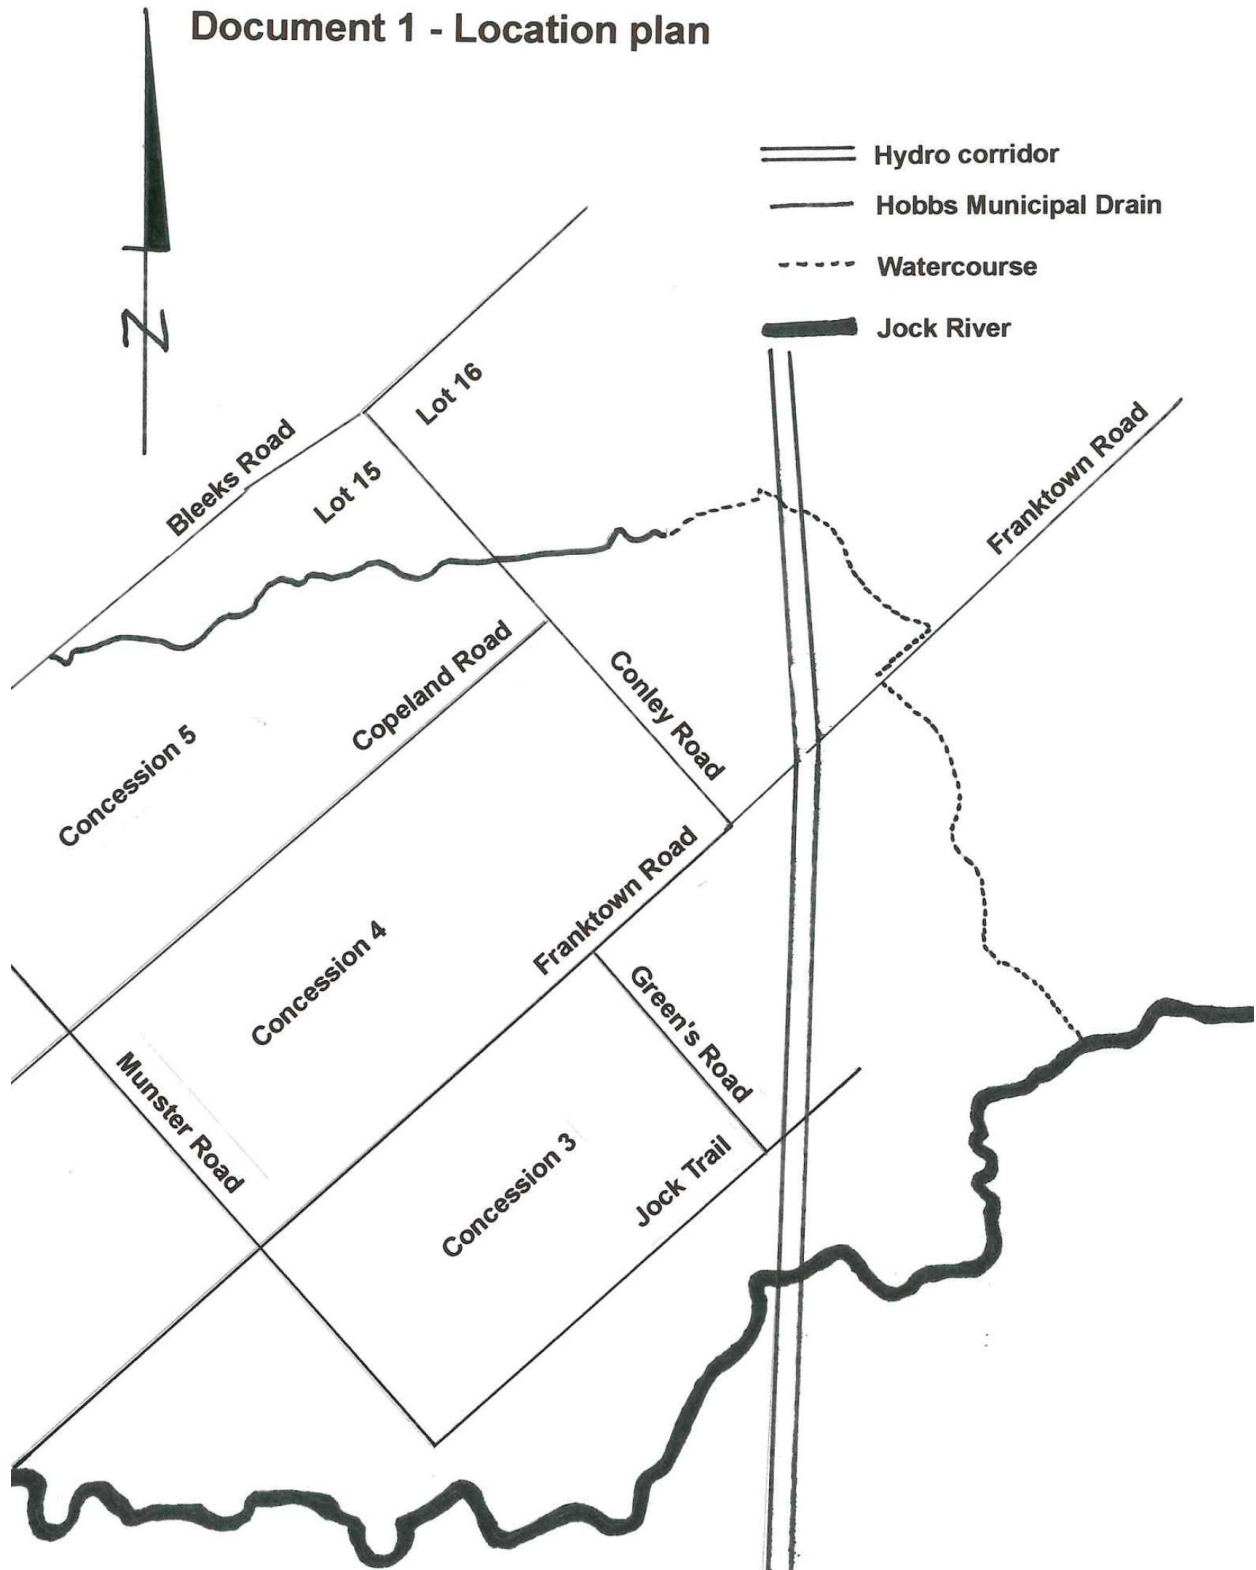 Document 1 - Location plan
Hydro corridor
Hobbs Municipal Drain
Watercourse
Jock River
N
Lot 16
Bleeks Road
Lot 15
Franktown Road
Copeland Road
Conley Road
Concession 5
Franktown Road
Concession 4
Green's Road
Munster Road
Concession 3
Jock Trail